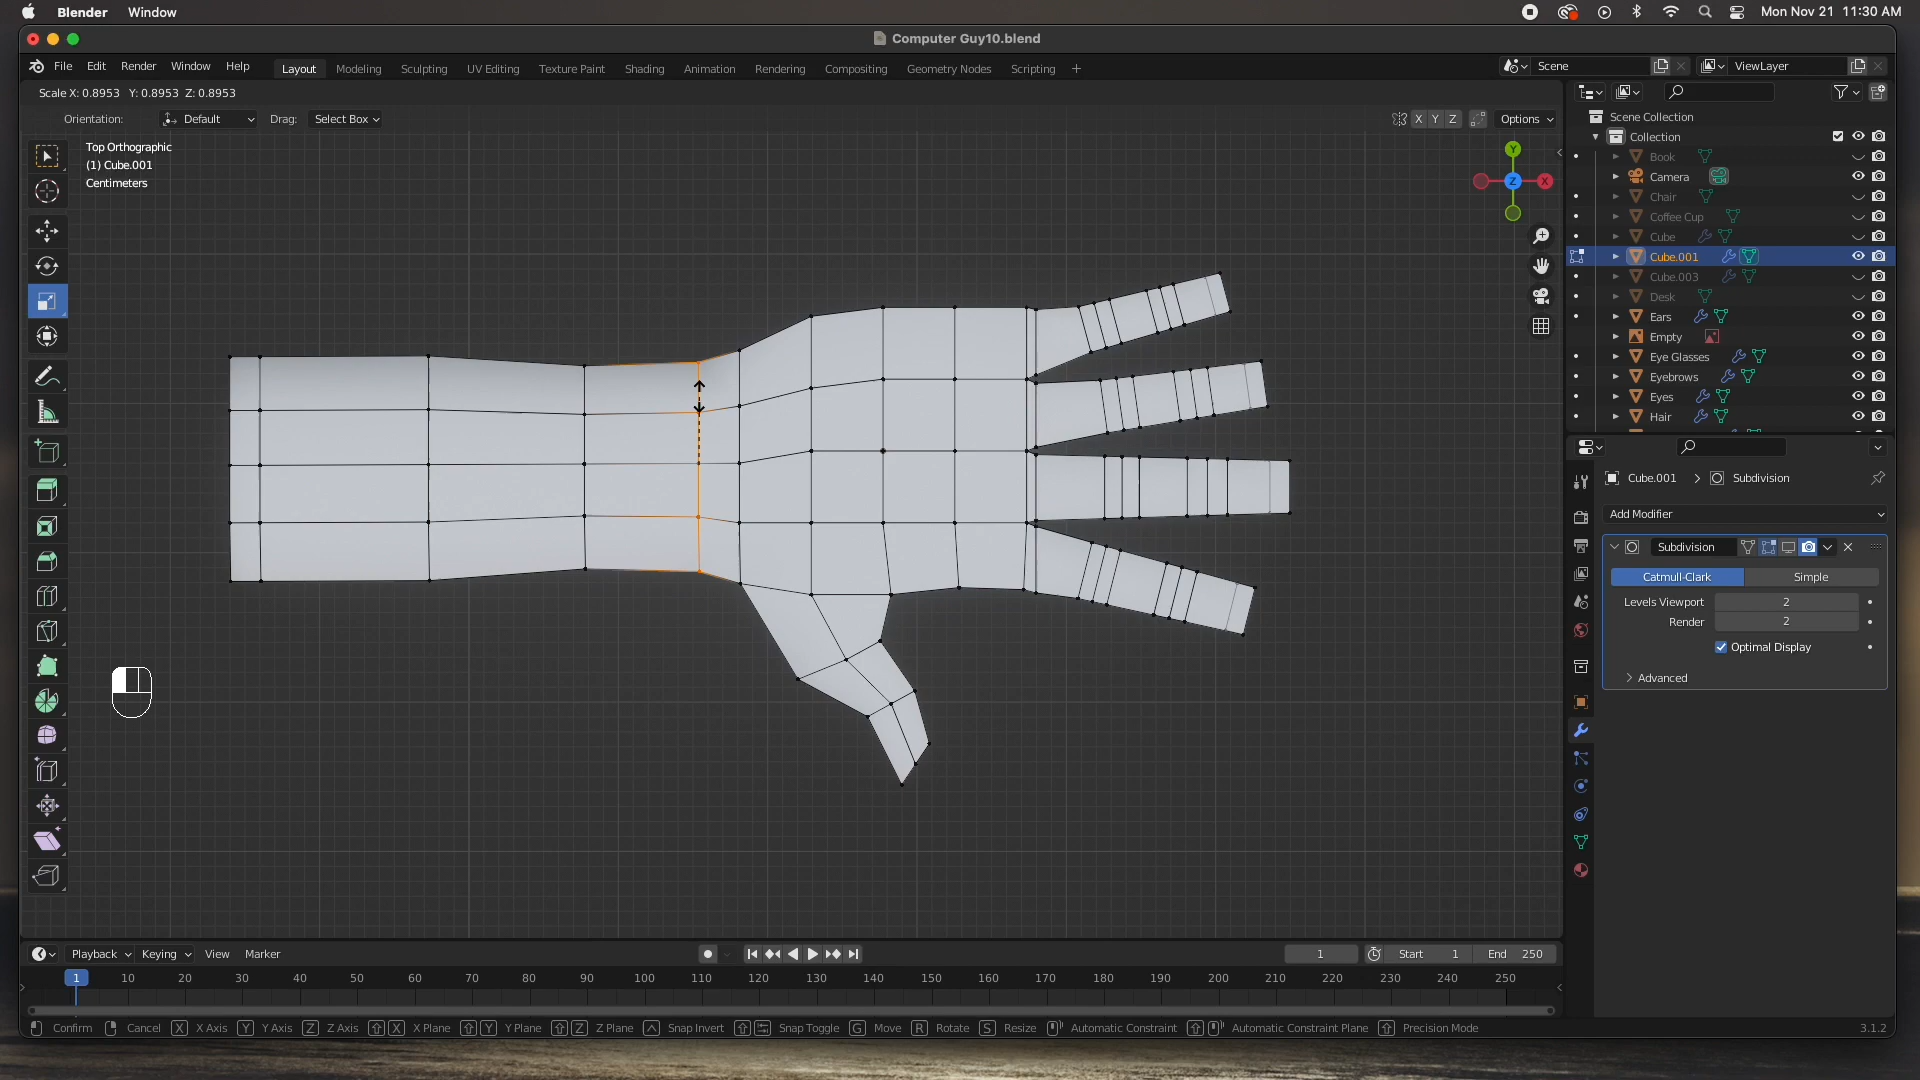 Blender Window Mon Nov 21 11:30 AM
Computer Guy10.blend
File Edit Render Window Help Layout Modeling Sculpting UV Editing Texture Paint Shading Animation Rendering Compositing Geometry Nodes Scripting + Scene ViewLayer
Scale X: 0.8953 Y: 0.8953 Z: 0.8953
Orientation: Default Drag: Select Box X Y Z Options
Top Orthographic
(1) Cube.001
Centimeters
Y
X
Z
Scene Collection
Collection
Book
Camera
Chair
Coffee Cup
Cube
Cube.001
Cube.003
Desk
Ears
Empty
Eye Glasses
Eyebrows
Eyes
Hair
Cube.001 > Subdivision
Add Modifier
Subdivision
Catmull-Clark Simple
Levels Viewport 2
Render 2
Optimal Display
Advanced
Playback Keying View Marker 1 Start 1 End 250
1 10 20 30 40 50 60 70 80 90 100 110 120 130 140 150 160 170 180 190 200 210 220 230 240 250
Confirm Cancel X X Axis Y Y Axis Z Z Axis X X Plane Y Y Plane Z Z Plane Snap Invert Snap Toggle G Move R Rotate S Resize Automatic Constraint Automatic Constraint Plane Precision Mode 3.1.2